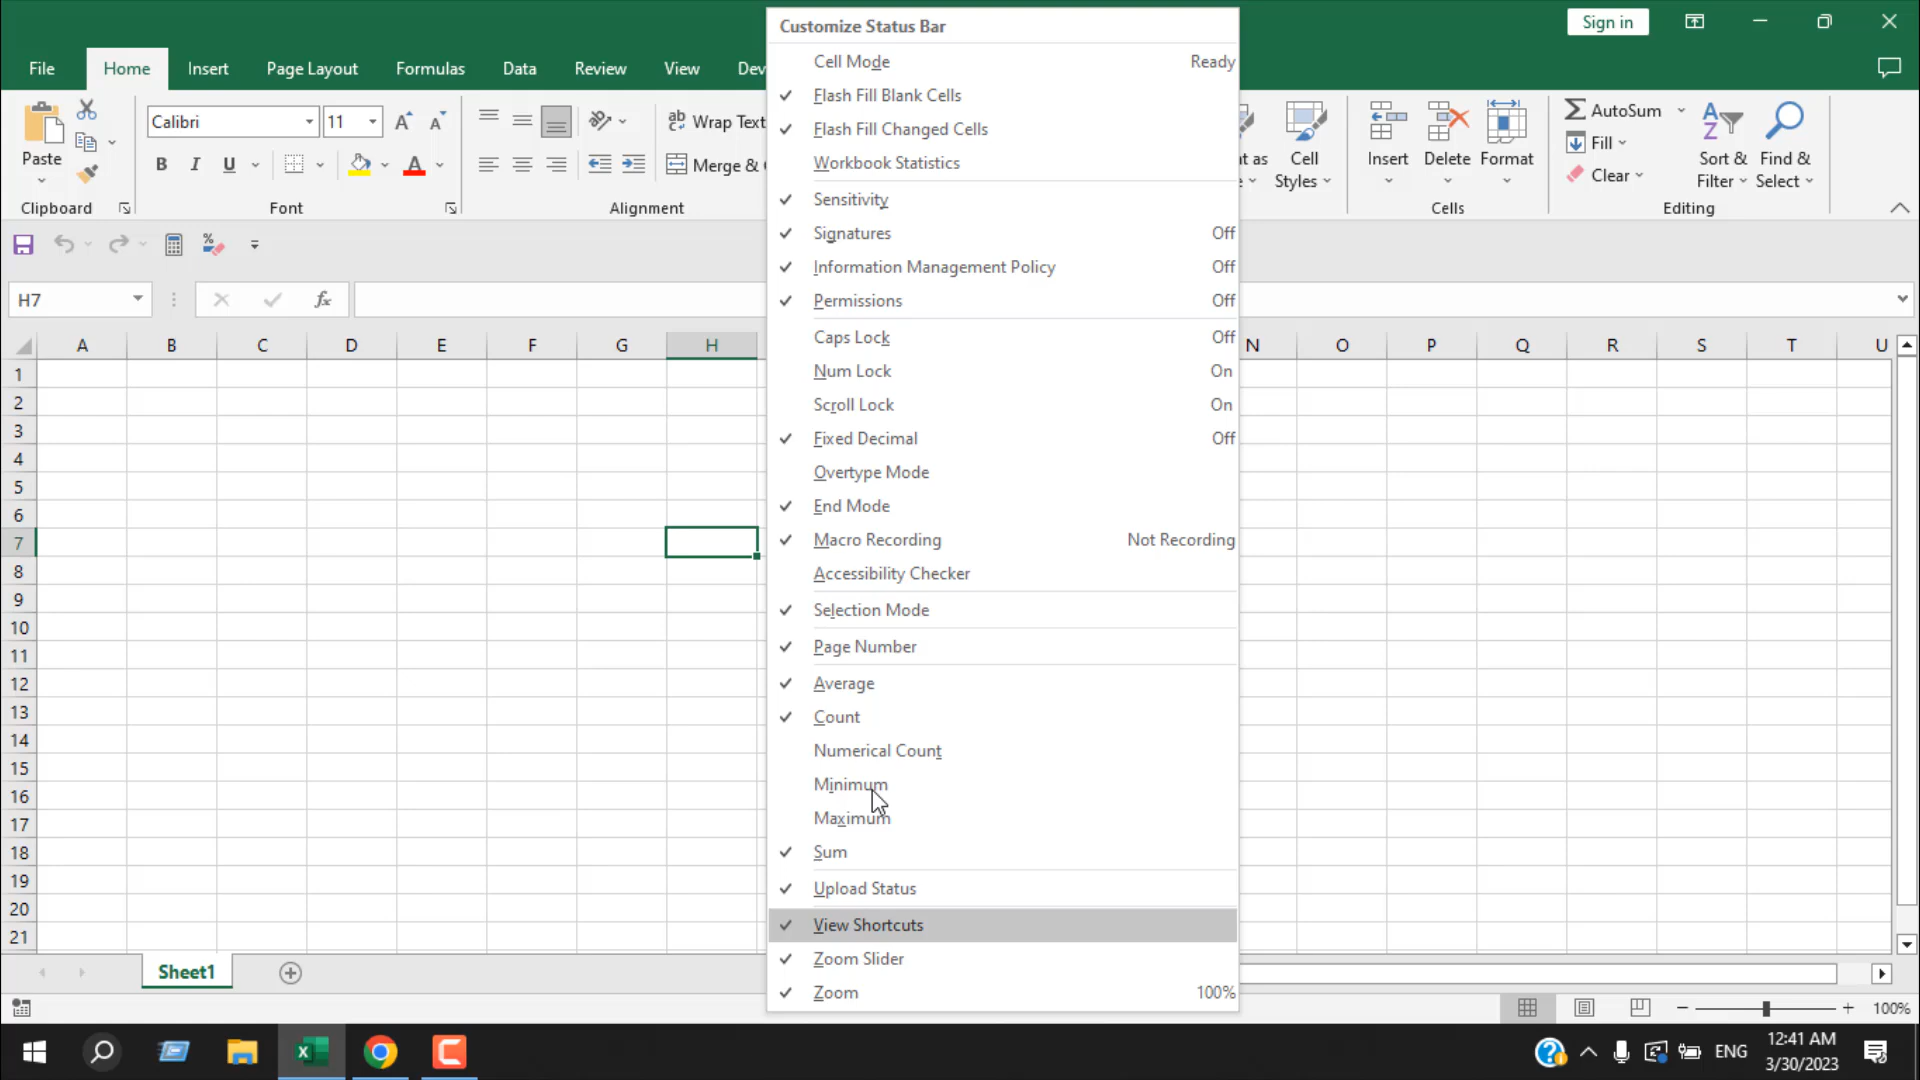 Sign in
File Home Insert Page Layout Formulas Data Review View Dev
Calibri 11
Wrap Text
Merge &
Paste
Clipboard Font Alignment
at as
Cell Styles
Insert Delete Format
Cells
AutoSum
Fill
Clear
Sort & Filter
Find & Select
Editing
H7
fx
A B C D E F G H N O P Q R S T U
1
2
3
4
5
6
7
8
9
10
11
12
13
14
15
16
17
18
19
20
21
Customize Status Bar
Cell Mode Ready
Flash Fill Blank Cells
Flash Fill Changed Cells
Workbook Statistics
Sensitivity
Signatures Off
Information Management Policy Off
Permissions Off
Caps Lock Off
Num Lock On
Scroll Lock On
Fixed Decimal Off
Overtype Mode
End Mode
Macro Recording Not Recording
Accessibility Checker
Selection Mode
Page Number
Average
Count
Numerical Count
Minimum
Maximum
Sum
Upload Status
View Shortcuts
Zoom Slider
Zoom 100%
Sheet1
100%
ENG
12:41 AM
3/30/2023